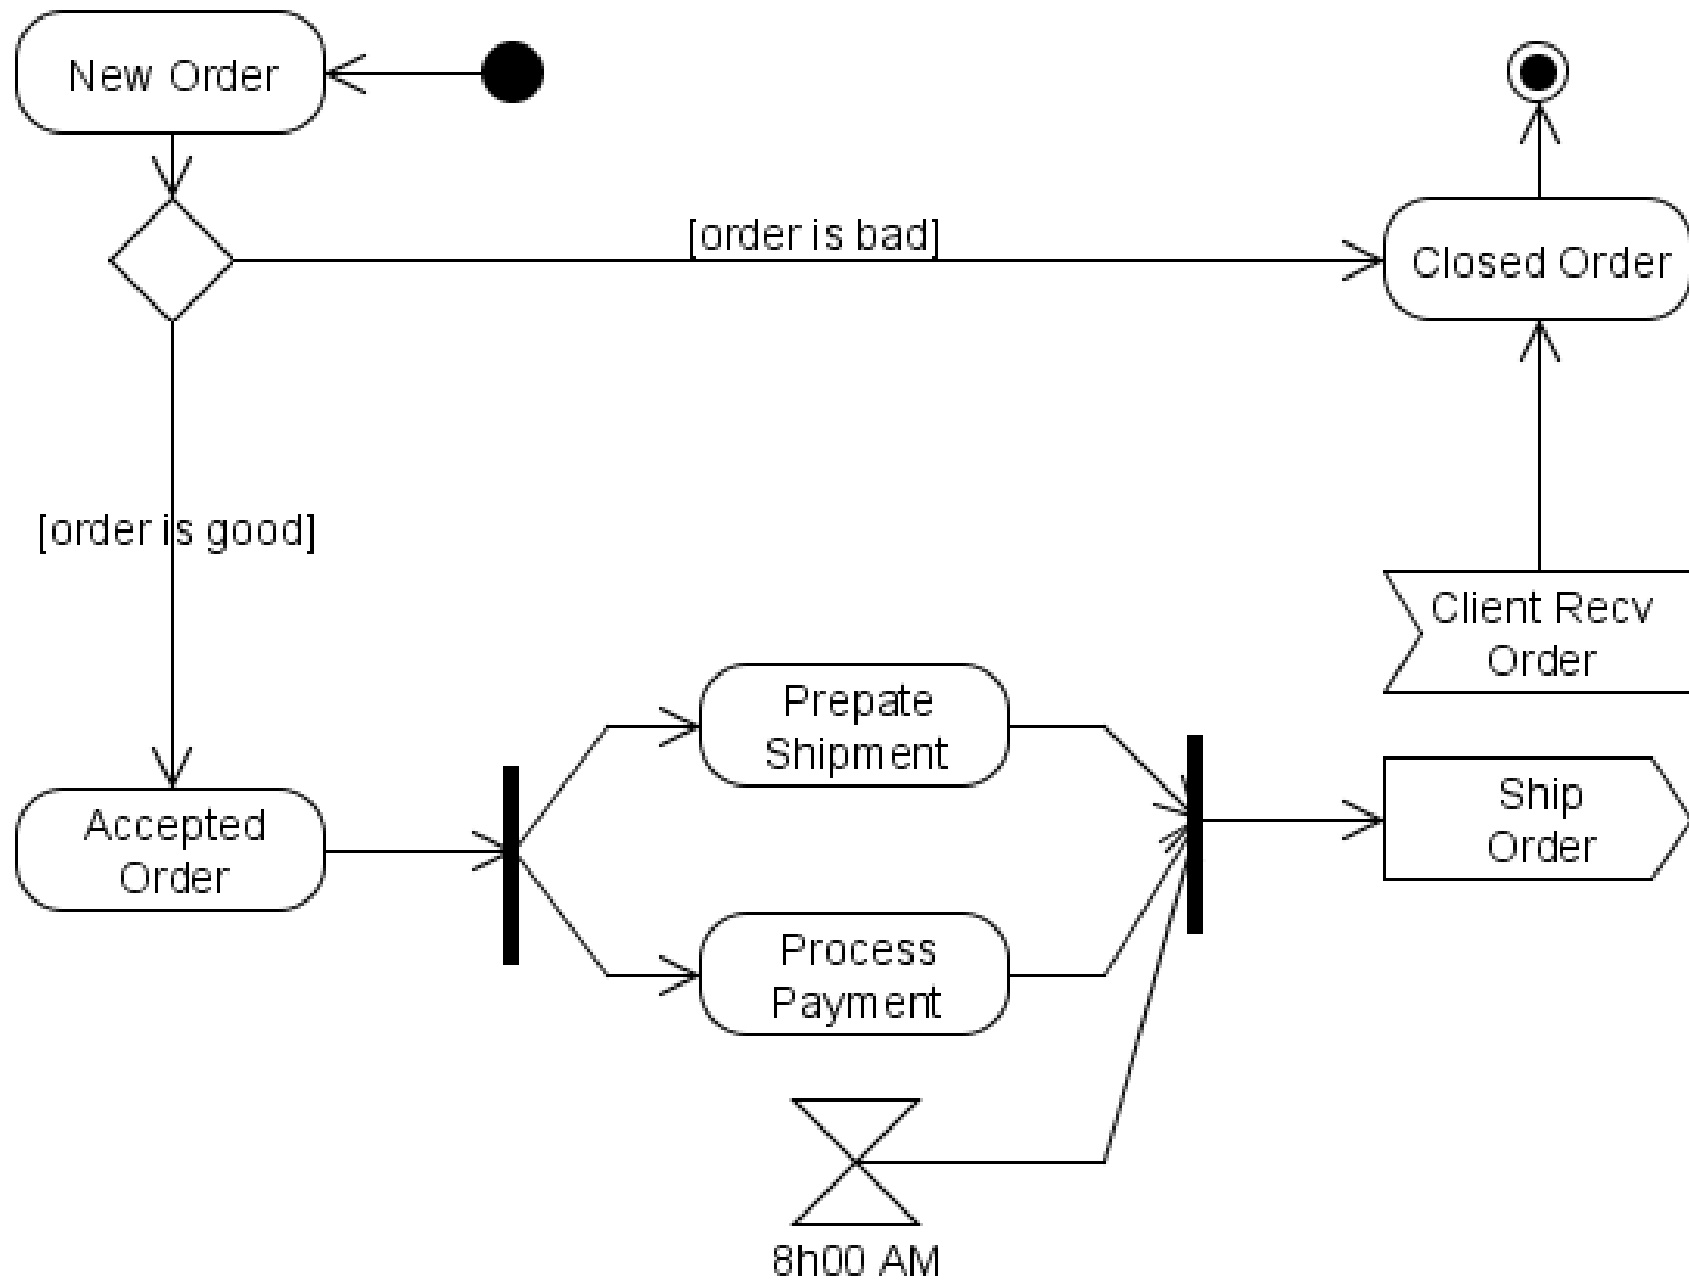 New Order
[order is bad]
Closed Order
[order is good]
Client Recv
Order
Prepate
Shipment
Ship
Order
Accepted
Order
Process
Payment
8h00 AM